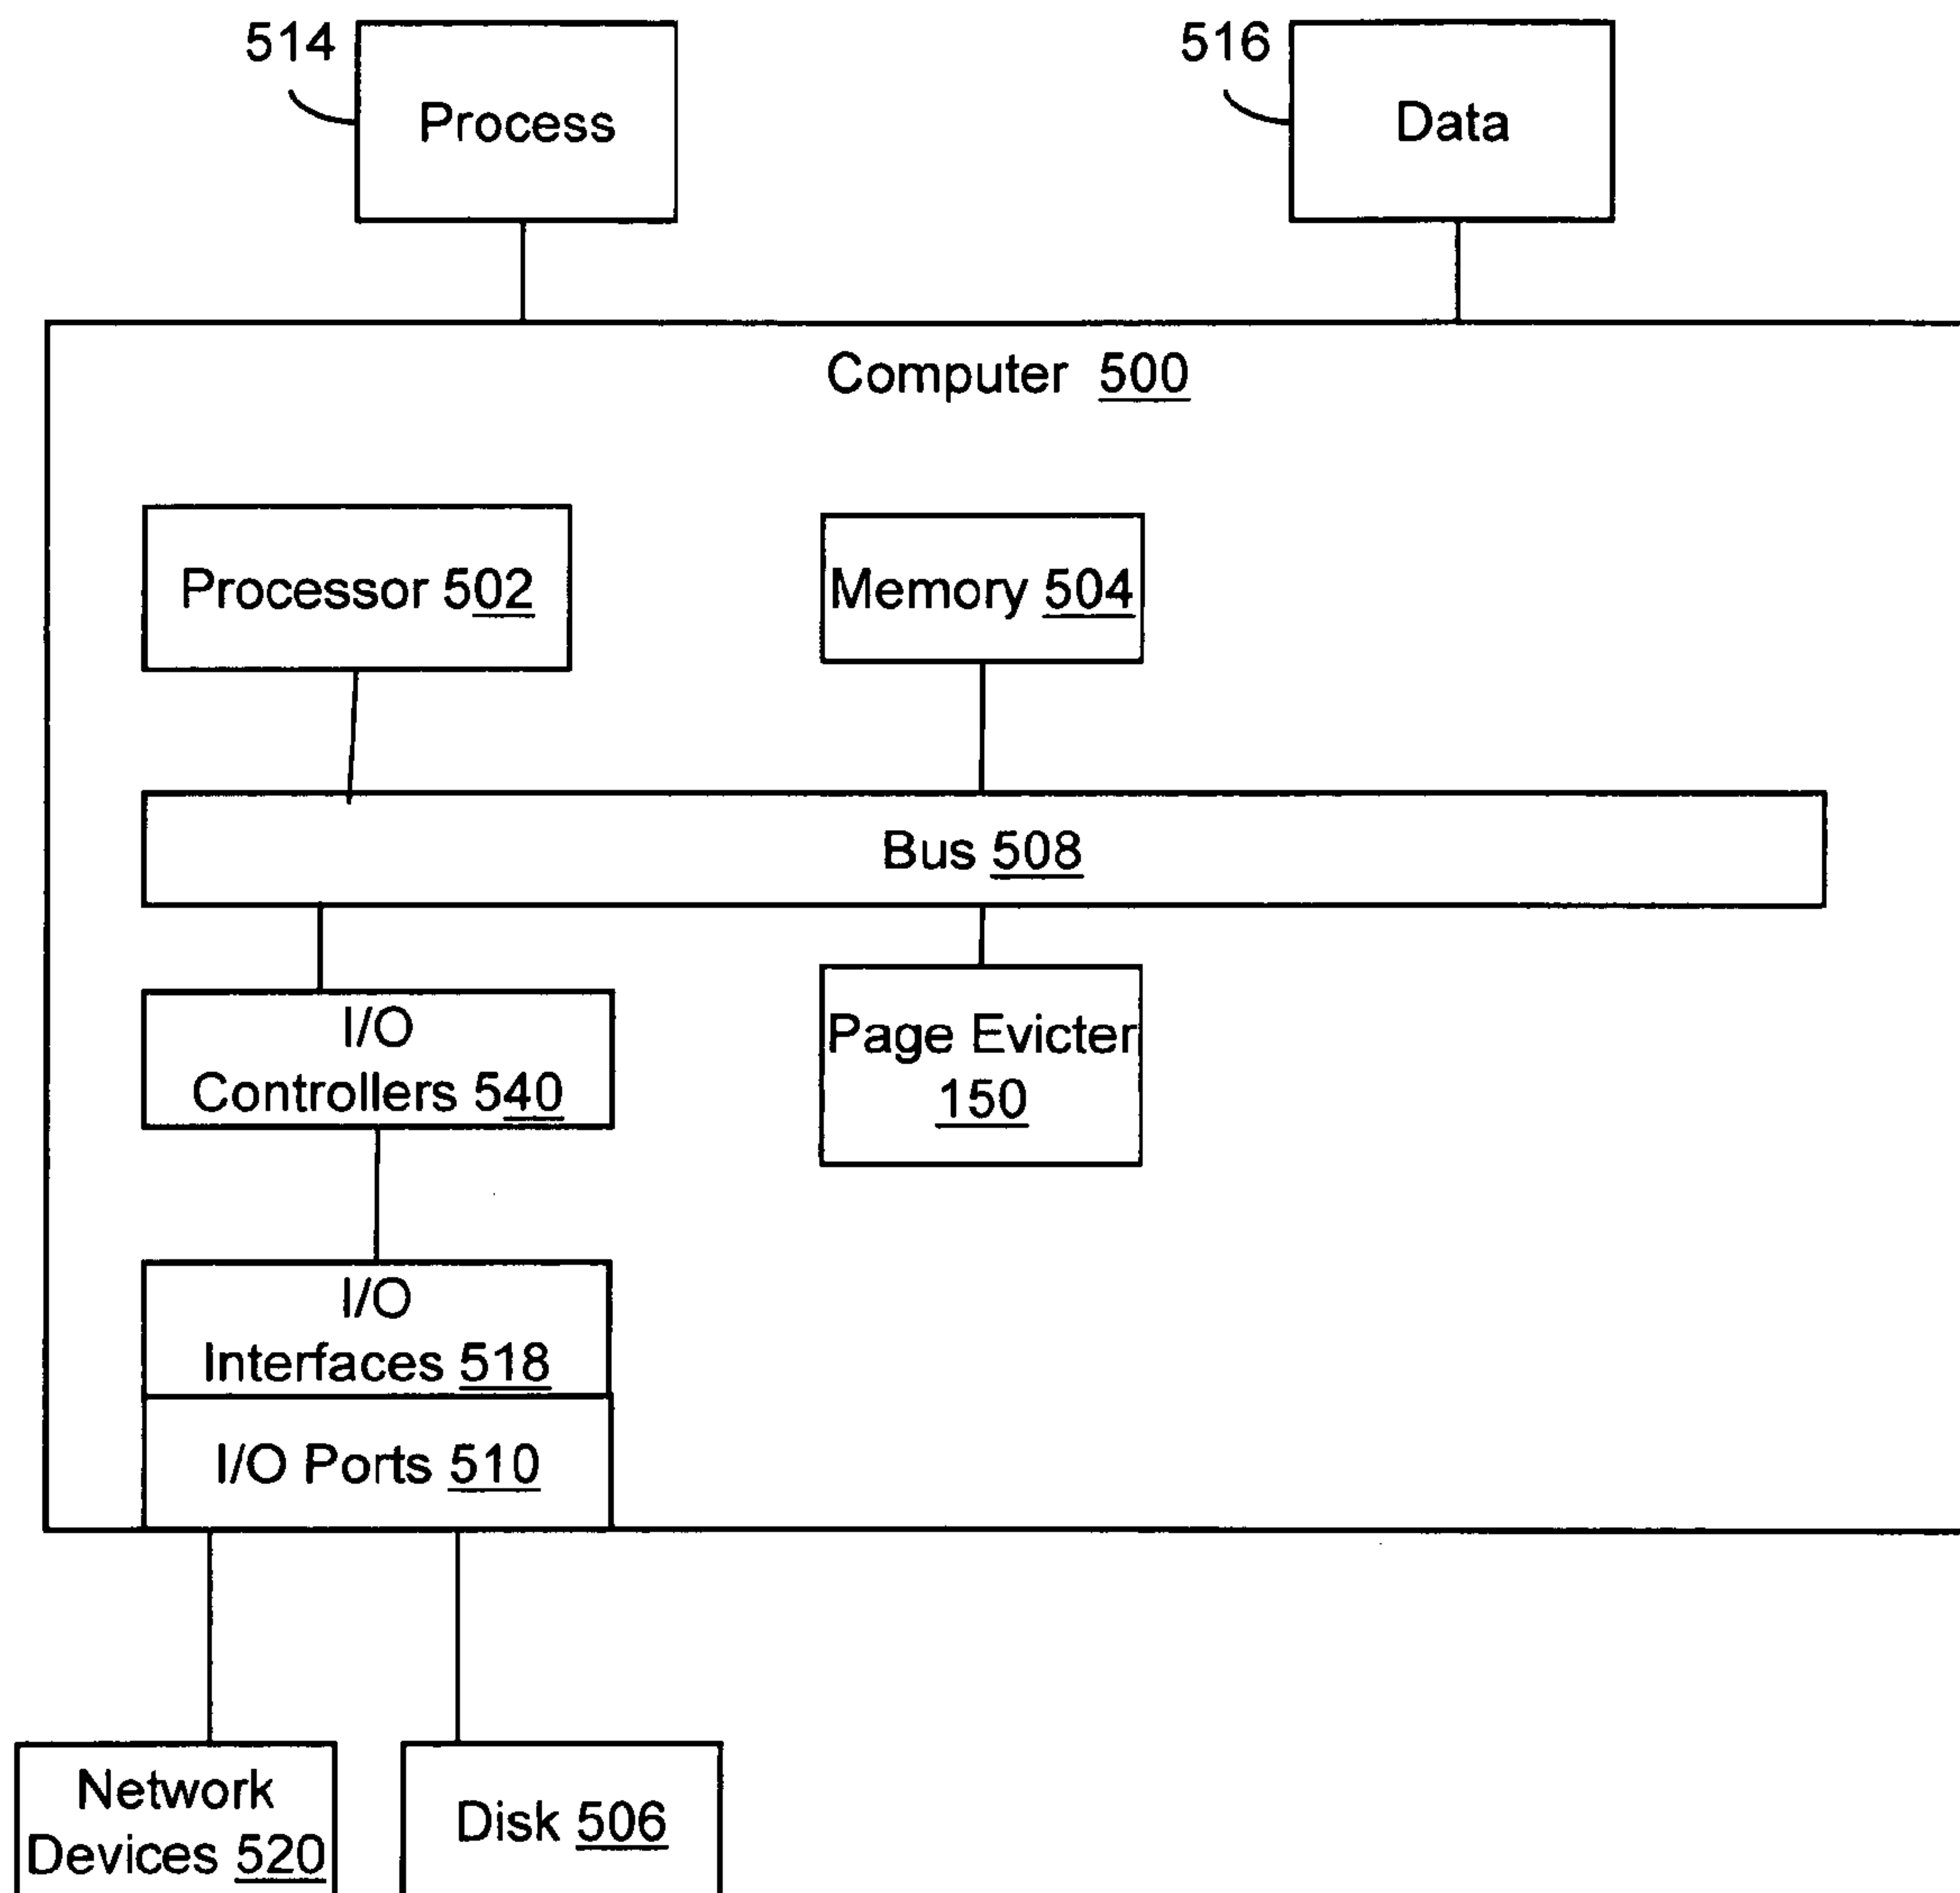 514
Process
516
Data
Computer 500
Processor 502
Memory 504
Bus 508
I/O
Controllers 540
Page Evicter
150
I/O
Interfaces 518
I/O Ports 510
Network
Devices 520
Disk 506